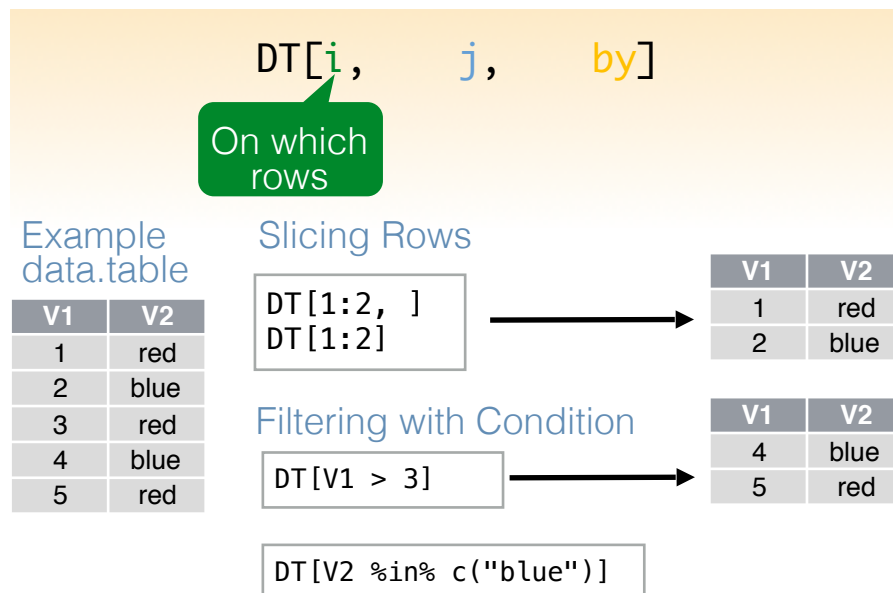 DT[i, j, by]
On which
rows
Example
data.table
V1 V2
1 red
2 blue
3 red
4 blue
5 red
Slicing Rows
DT[1:2, ]
DT[1:2]
V1 V2
1 red
2 blue
Filtering with Condition
DT[V1 > 3]
V1 V2
4 blue
5 red
DT[V2 %in% c("blue")]